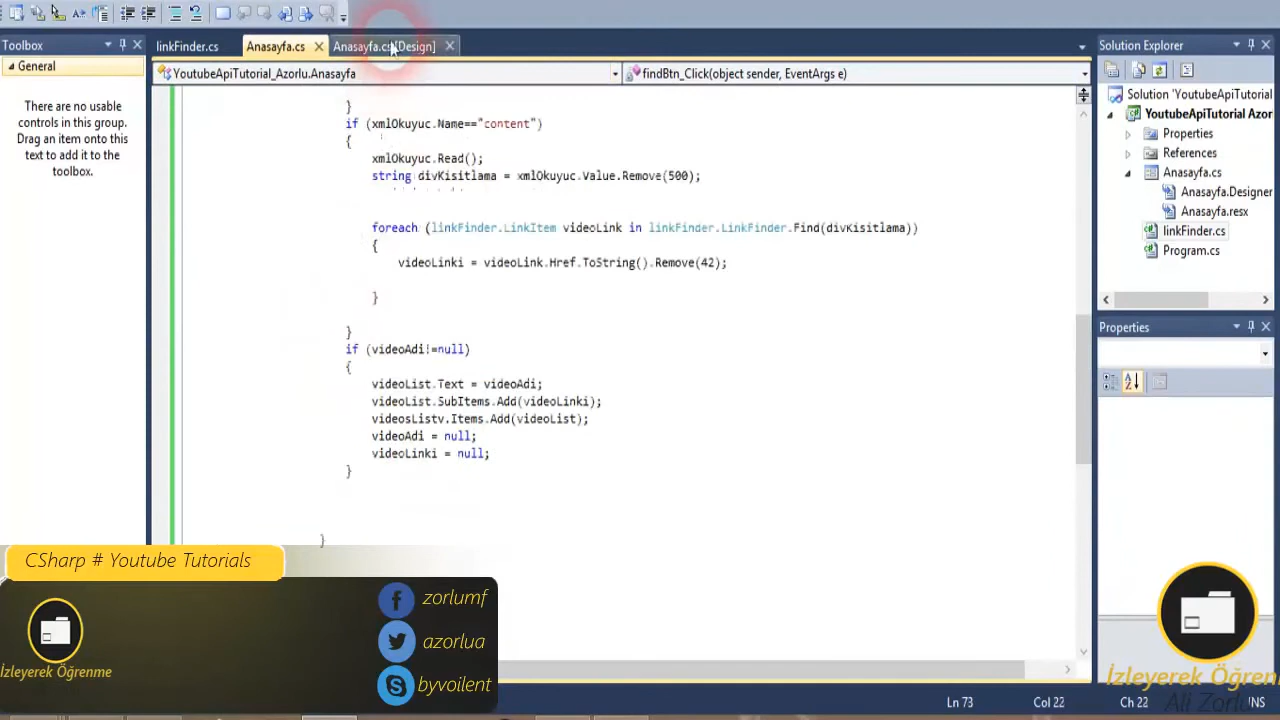 Toolbox
linkFinder.cs
Anasayfa.cs
Anasayfa.cs [Design]
Solution Explorer
General
YoutubeApiTutorial_Azorlu.Anasayfa
findBtn_Click(object sender, EventArgs e)
There are no usable
controls in this group.
Drag an item onto this
text to add it to the
toolbox.
}
if (xmlOkuyuc.Name=="content")
{
xmlOkuyuc.Read();
string divKisitlama = xmlOkuyuc.Value.Remove(500);
foreach (linkFinder.LinkItem videoLink in linkFinder.LinkFinder.Find(divKisitlama))
{
videoLinki = videoLink.Href.ToString().Remove(42);
}
}
if (videoAdi!=null)
{
videoList.Text = videoAdi;
videoList.SubItems.Add(videoLinki);
videosListv.Items.Add(videoList);
videoAdi = null;
videoLinki = null;
}
}
Solution 'YoutubeApiTutorial
YoutubeApiTutorial Azor
Properties
References
Anasayfa.cs
Anasayfa.Designer
Anasayfa.resx
linkFinder.cs
Program.cs
Properties
CSharp # Youtube Tutorials
zorlumf
azorlua
byvoilent
İzleyerek Öğrenme
İzleyerek Öğren
Ali Zorlu
Ln 73
Col 22
Ch 22
INS